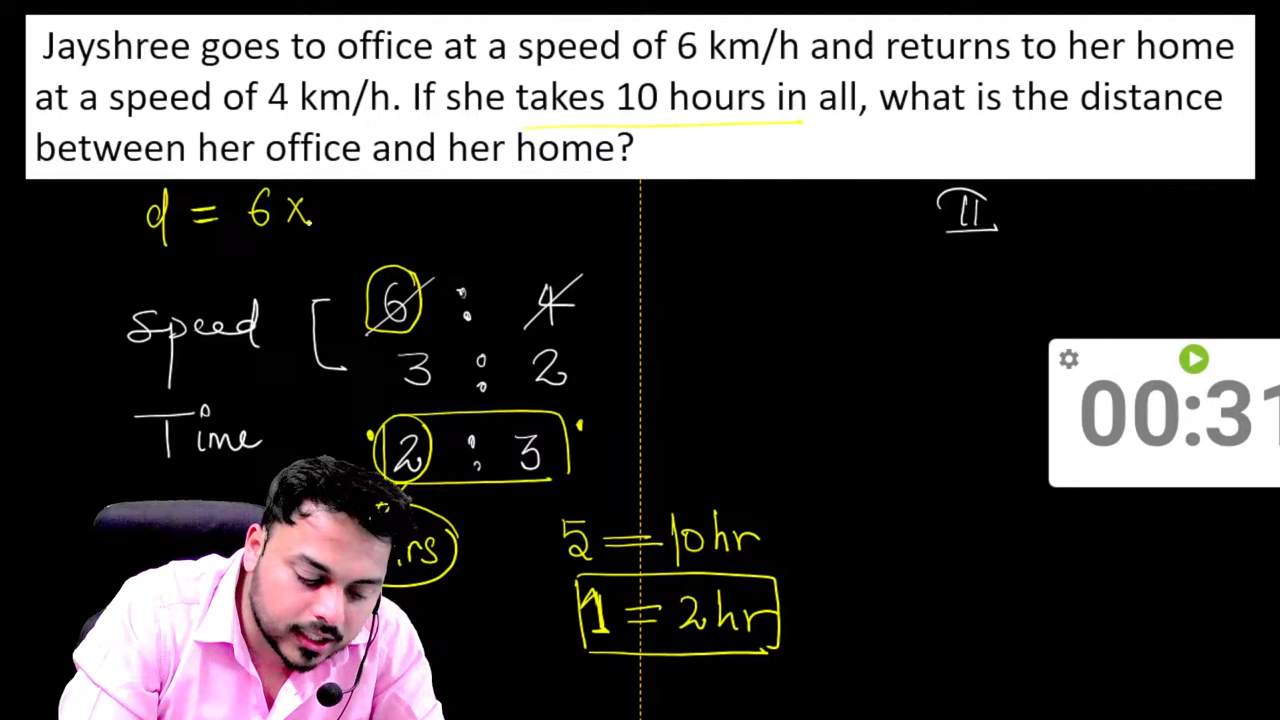 Jayshree goes to office at a speed of 6 km/h and returns to her home
at a speed of 4 km/h. If she takes 10 hours in all, what is the distance
between her office and her home?
d = 6 x
II
Speed [ 6 : 4
3 : 2
Time 2 : 3
00:31
rs
5 = 10 hr
1 = 2 hr